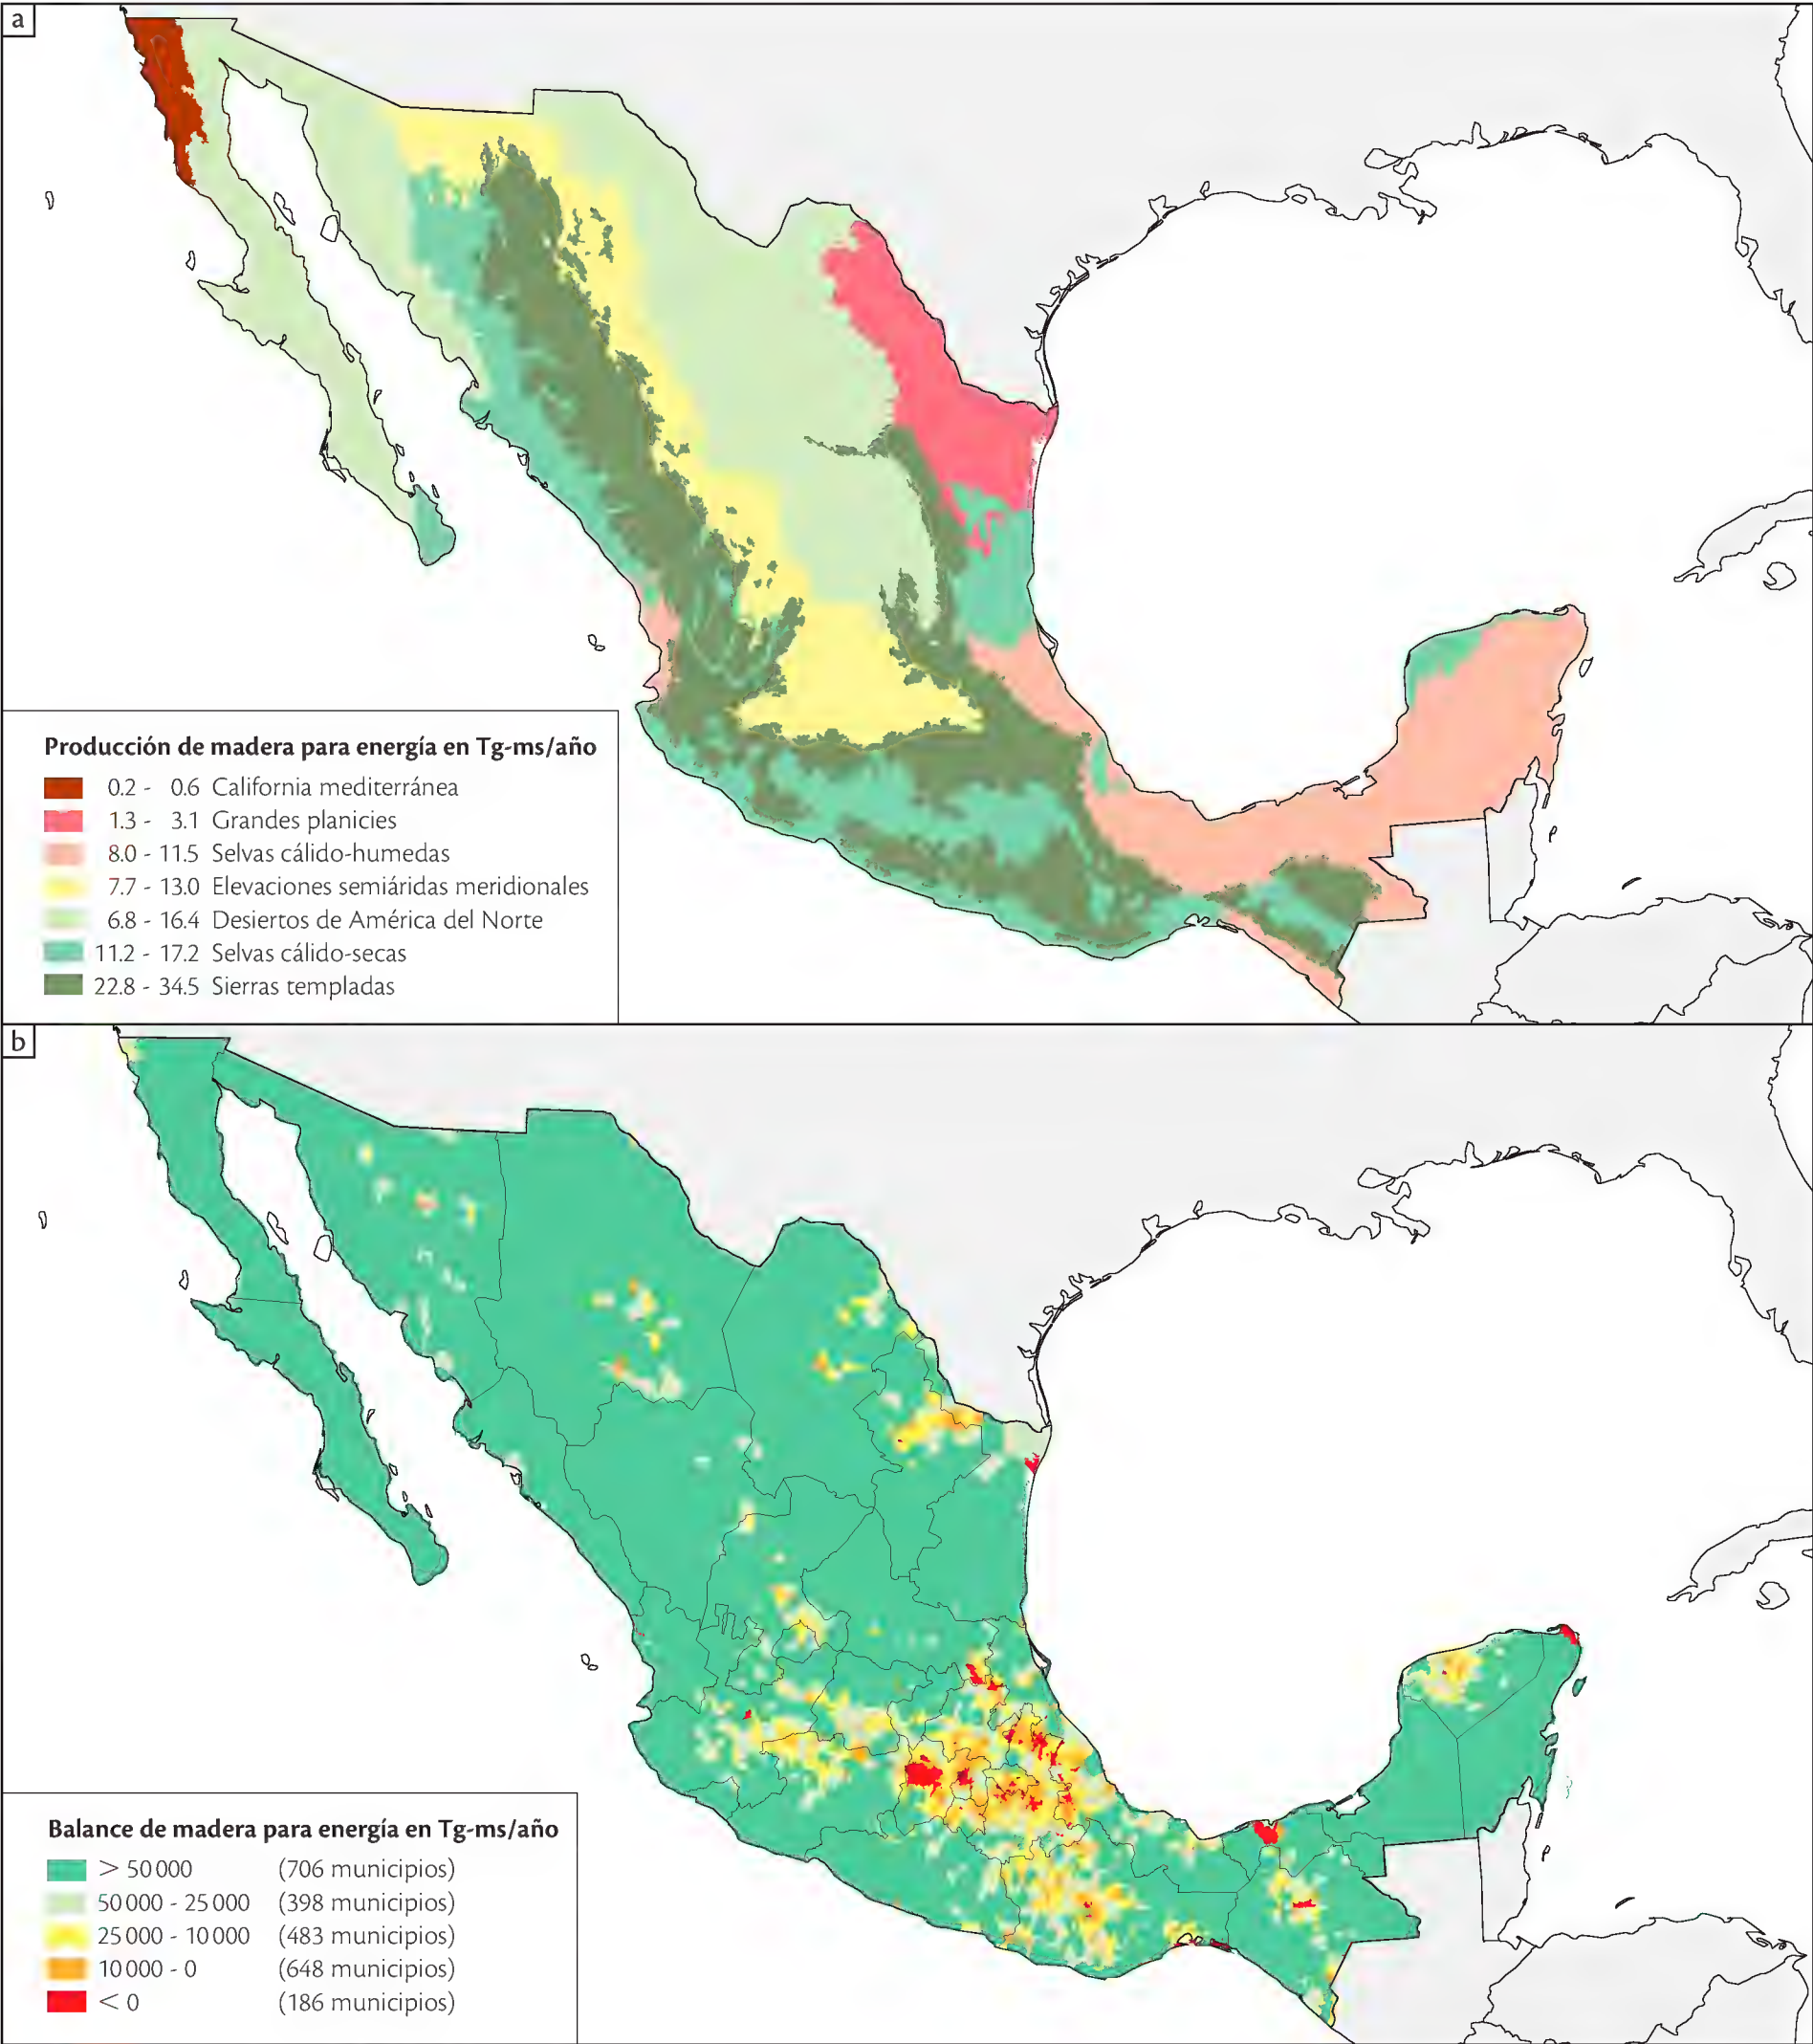 a
Producción de madera para energía en Tg-ms/año
0.2 - 0.6 California mediterránea
1.3 - 3.1 Grandes planicies
8.0 - 11.5 Selvas cálido-humedas
7.7 - 13.0 Elevaciones semiáridas meridionales
6.8 - 16.4 Desiertos de América del Norte
11.2 - 17.2 Selvas cálido-secas
22.8 - 34.5 Sierras templadas
b
Balance de madera para energía en Tg-ms/año
> 50 000 (706 municipios)
50 000 - 25 000 (398 municipios)
25 000 - 10 000 (483 municipios)
10 000 - 0 (648 municipios)
< 0 (186 municipios)